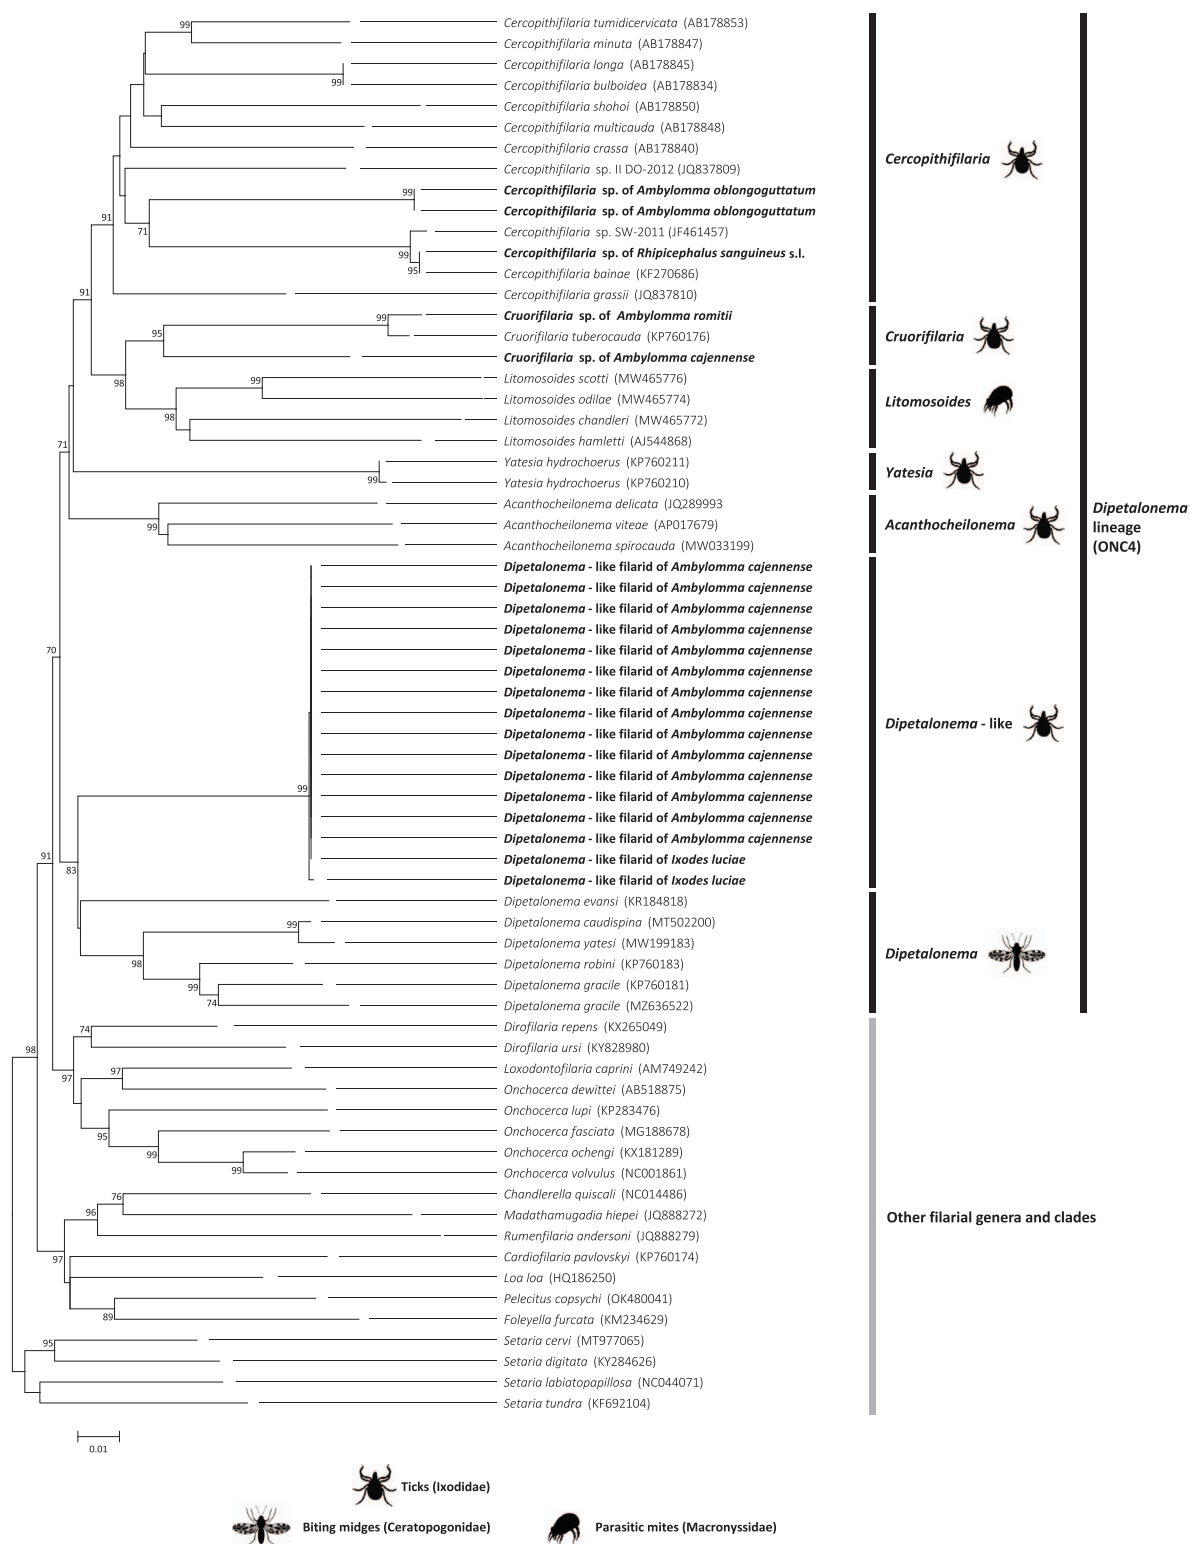 99
Cercopithifilaria tumidicervicata (AB178853)
Cercopithifilaria minuta (AB178847)
Cercopithifilaria longa (AB178845)
99
Cercopithifilaria bulboidea (AB178834)
Cercopithifilaria shohoi (AB178850)
Cercopithifilaria multicauda (AB178848)
Cercopithifilaria crassa (AB178840)
Cercopithifilaria
Cercopithifilaria sp. II DO-2012 (JQ837809)
99
Cercopithifilaria sp. of Ambylomma oblongoguttatum
Cercopithifilaria sp. of Ambylomma oblongoguttatum
91
71
Cercopithifilaria sp. SW-2011 (JF461457)
99
Cercopithifilaria sp. of Rhipicephalus sanguineus s.l.
95
Cercopithifilaria bainae (KF270686)
91
Cercopithifilaria grassii (JQ837810)
99
Cruorifilaria sp. of Ambylomma romitii
95
Cruorifilaria tuberocauda (KP760176)
Cruorifilaria
Cruorifilaria sp. of Ambylomma cajennense
98
99
Litomosoides scotti (MW465776)
Litomosoides odilae (MW465774)
Litomosoides
98
Litomosoides chandleri (MW465772)
71
Litomosoides hamletti (AJ544868)
Yatesia hydrochoerus (KP760211)
Yatesia
99
Yatesia hydrochoerus (KP760210)
Acanthocheilonema delicata (JQ289993
99
Acanthocheilonema viteae (AP017679)
Acanthocheilonema
Acanthocheilonema spirocauda (MW033199)
Dipetalonema
lineage
(ONC4)
Dipetalonema - like filarid of Ambylomma cajennense
Dipetalonema - like filarid of Ambylomma cajennense
Dipetalonema - like filarid of Ambylomma cajennense
Dipetalonema - like filarid of Ambylomma cajennense
70
Dipetalonema - like filarid of Ambylomma cajennense
Dipetalonema - like filarid of Ambylomma cajennense
Dipetalonema - like filarid of Ambylomma cajennense
Dipetalonema - like filarid of Ambylomma cajennense
Dipetalonema - like
Dipetalonema - like filarid of Ambylomma cajennense
Dipetalonema - like filarid of Ambylomma cajennense
Dipetalonema - like filarid of Ambylomma cajennense
99
Dipetalonema - like filarid of Ambylomma cajennense
Dipetalonema - like filarid of Ambylomma cajennense
Dipetalonema - like filarid of Ambylomma cajennense
91
83
Dipetalonema - like filarid of Ixodes luciae
Dipetalonema - like filarid of Ixodes luciae
Dipetalonema evansi (KR184818)
99
Dipetalonema caudispina (MT502200)
Dipetalonema yatesi (MW199183)
Dipetalonema
98
Dipetalonema robini (KP760183)
99
Dipetalonema gracile (KP760181)
74
Dipetalonema gracile (MZ636522)
74
Dirofilaria repens (KX265049)
98
Dirofilaria ursi (KY828980)
97
97
Loxodontofilaria caprini (AM749242)
Onchocerca dewittei (AB518875)
Onchocerca lupi (KP283476)
95
Onchocerca fasciata (MG188678)
99
Onchocerca ochengi (KX181289)
99
Onchocerca volvulus (NC001861)
76
Chandlerella quiscali (NC014486)
96
Madathamugadia hiepei (JQ888272)
Other filarial genera and clades
Rumenfilaria andersoni (JQ888279)
97
Cardiofilaria pavlovskyi (KP760174)
Loa loa (HQ186250)
Pelecitus copsychi (OK480041)
89
Foleyella furcata (KM234629)
95
Setaria cervi (MT977065)
Setaria digitata (KY284626)
Setaria labiatopapillosa (NC044071)
Setaria tundra (KF692104)
0.01
Ticks (Ixodidae)
Biting midges (Ceratopogonidae)
Parasitic mites (Macronyssidae)